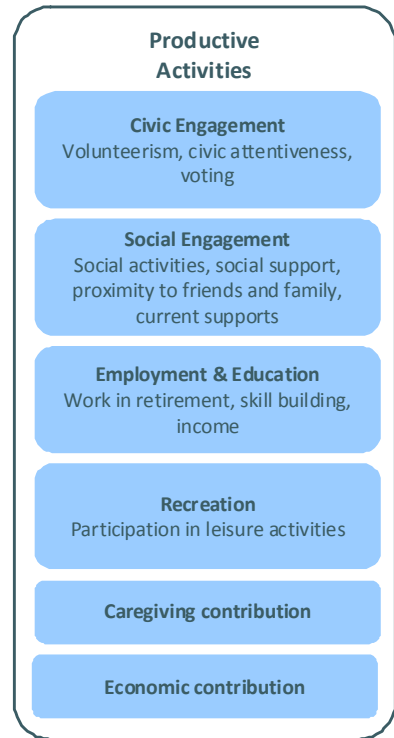 Productive
Activities
Civic Engagement
Volunteerism, civic attentiveness,
voting
Social Engagement
Social activities, social support,
proximity to friends and family,
current supports
Employment & Education
Work in retirement, skill building,
income
Recreation
Participation in leisure activities
Caregiving contribution
Economic contribution